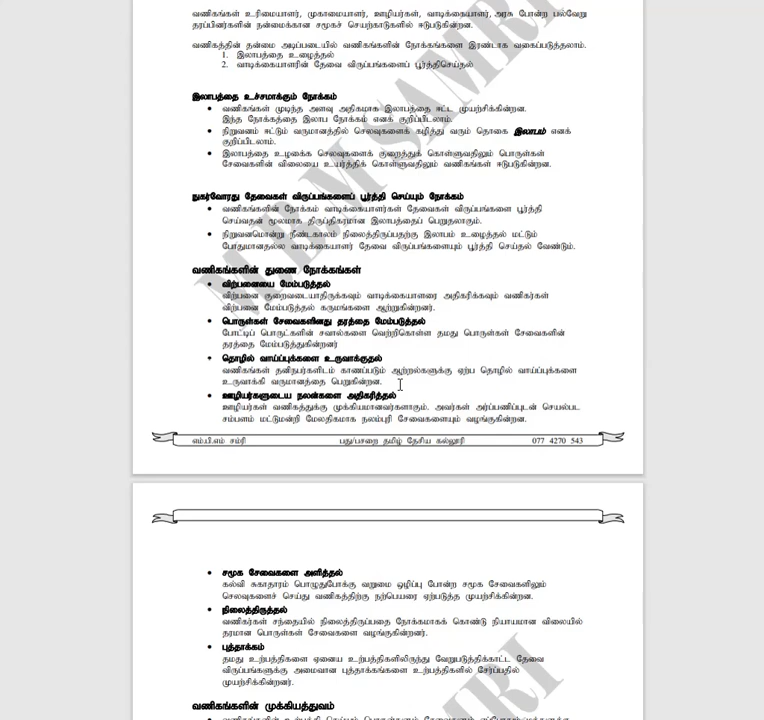 வணிகங்கள் உரிமையாளர், முகாமையாளர், ஊழியர்கள், வாடிக்கையாளர், அரசு போன்ற பல்வேறு
தரப்பினர்களின் நன்மைக்கான சமூகச் செயற்காடுகளில் ஈடுபடுகின்றன.
வணிகத்தின் தன்மை அடிப்படையில் வணிகங்களின் நோக்கங்களை இரண்டாக வகைப்படுத்தலாம்.
1. இலாபத்தை உழைத்தல்
2. வாடிக்கையாளரின் தேவை விருப்பங்களைப் பூர்த்திசெய்தல்
இலாபத்தை உச்சமாக்கும் நோக்கம்
• வணிகங்கள் முடிந்த அளவு அதிகமாக இலாபத்தை ஈட்ட முயற்சிக்கின்றன.
இந்த நோக்கத்தை இலாப நோக்கம் எனக் குறிப்பிடலாம்.
• நிறுவனம் ஈட்டும் வருமானத்தில் செலவுகளைக் கழித்து வரும் தொகை இலாபம் எனக்
குறிப்பிடலாம்.
• இலாபத்தை உழைக்க செலவுகளைக் குறைத்துக் கொள்ளுவதிலும் பொருள்கள்
சேவைகளின் விலையை உயர்த்திக் கொள்ளுவதிலும் வணிகங்கள் ஈடுபடுகின்றன.
நுகர்வோரது தேவைகள் விருப்பங்களைப் பூர்த்தி செய்யும் நோக்கம்
• வணிகங்களின் நோக்கம் வாடிக்கையாளர்கள் தேவைகள் விருப்பங்களை பூர்த்தி
செய்வதன் மூலமாக திருப்திகரமான இலாபத்தைப் பெறுதலாகும்.
• நிறுவனமொன்று நீண்டகாலம் நிலைத்திருப்பதற்கு இலாபம் உழைத்தல் மட்டும்
போதுமானதல்ல வாடிக்கையாளர் தேவை விருப்பங்களையும் பூர்த்தி செய்தல் வேண்டும்.
வணிகங்களின் துணை நோக்கங்கள்
• விற்பனையை மேம்படுத்தல்
விற்பனை குறைவடையாதிருக்கவும் வாடிக்கையாளரை அதிகரிக்கவும் வணிகர்கள்
விற்பனை மேம்படுத்தல் கருமங்களை ஆற்றுகின்றனர்.
• பொருள்கள் சேவைகளினது தரத்தை மேம்படுத்தல்
போட்டிப் பொருட்களின் சவால்களை வெற்றிகொள்ள தமது பொருள்கள் சேவைகளின்
தரத்தை மேம்படுத்துகின்றனர்
• தொழில் வாய்ப்புக்களை உருவாக்குதல்
வணிகங்கள் தனிநபர்களிடம் காணப்படும் ஆற்றல்களுக்கு ஏற்ப தொழில் வாய்ப்புக்களை
உருவாக்கி வருமானத்தை பெறுகின்றன.
• ஊழியர்களுடைய நலன்களை அதிகரித்தல்
ஊழியர்கள் வணிகத்துக்கு முக்கியமானவர்களாகும். அவர்கள் அர்ப்பணிப்புடன் செயல்பட
சம்பளம் மட்டுமன்றி மேலதிகமாக நலம்புரி சேவைகளையும் வழங்குகின்றன.
எம்.பி.எம் சம்ரி பது/பசறை தமிழ் தேசிய கல்லூரி 077 4270 543
• சமூக சேவைகளை அளித்தல்
கல்வி சுகாதாரம் பொழுதுபோக்கு வறுமை ஒழிப்பு போன்ற சமூக சேவைகளிலும்
செலவுகளைச் செய்து வணிகத்திற்கு நற்பெயரை ஏற்படுத்த முயற்சிக்கின்றன.
• நிலைத்திருத்தல்
வணிகர்கள் சந்தையில் நிலைத்திருப்பதை நோக்கமாகக் கொண்டு நியாயமான விலையில்
தரமான பொருள்கள் சேவைகளை வழங்குகின்றனர்.
• புத்தாக்கம்
தமது உற்பத்திகளை ஏனைய உற்பத்திகளிலிருந்து வேறுபடுத்திக்காட்ட தேவை
விருப்பங்களுக்கு அமைவான புத்தாக்கங்களை உற்பத்திகளில் சேர்ப்பதில்
முயற்சிக்கின்றனர்.
வணிகங்களின் முக்கியத்துவம்